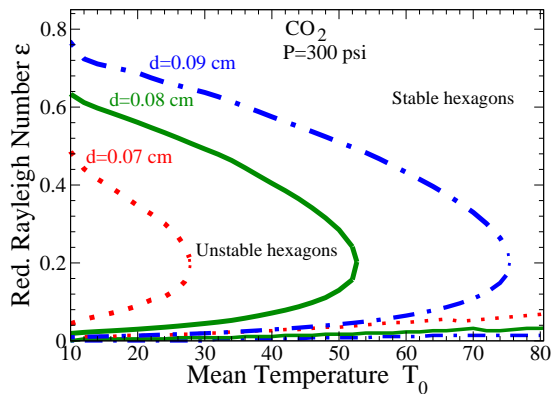 CO2
P=300 psi
d=0.09 cm
d=0.08 cm
d=0.07 cm
Stable hexagons
Unstable hexagons
Red. Rayleigh Number ε
0.8
0.6
0.4
0.2
0
10 20 30 40 50 60 70 80
Mean Temperature T0